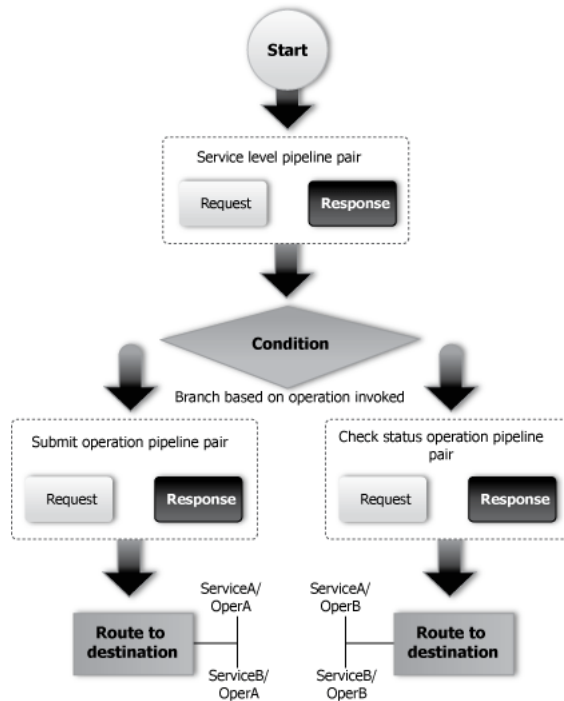 Start
Service level pipeline pair
Request
Response
Condition
Branch based on operation invoked
Submit operation pipeline pair
Request
Response
Check status operation pipeline
pair
Request
Response
Route to
destination
ServiceA/
OperA
ServiceB/
OperA
ServiceA/
OperB
ServiceB/
OperB
Route to
destination